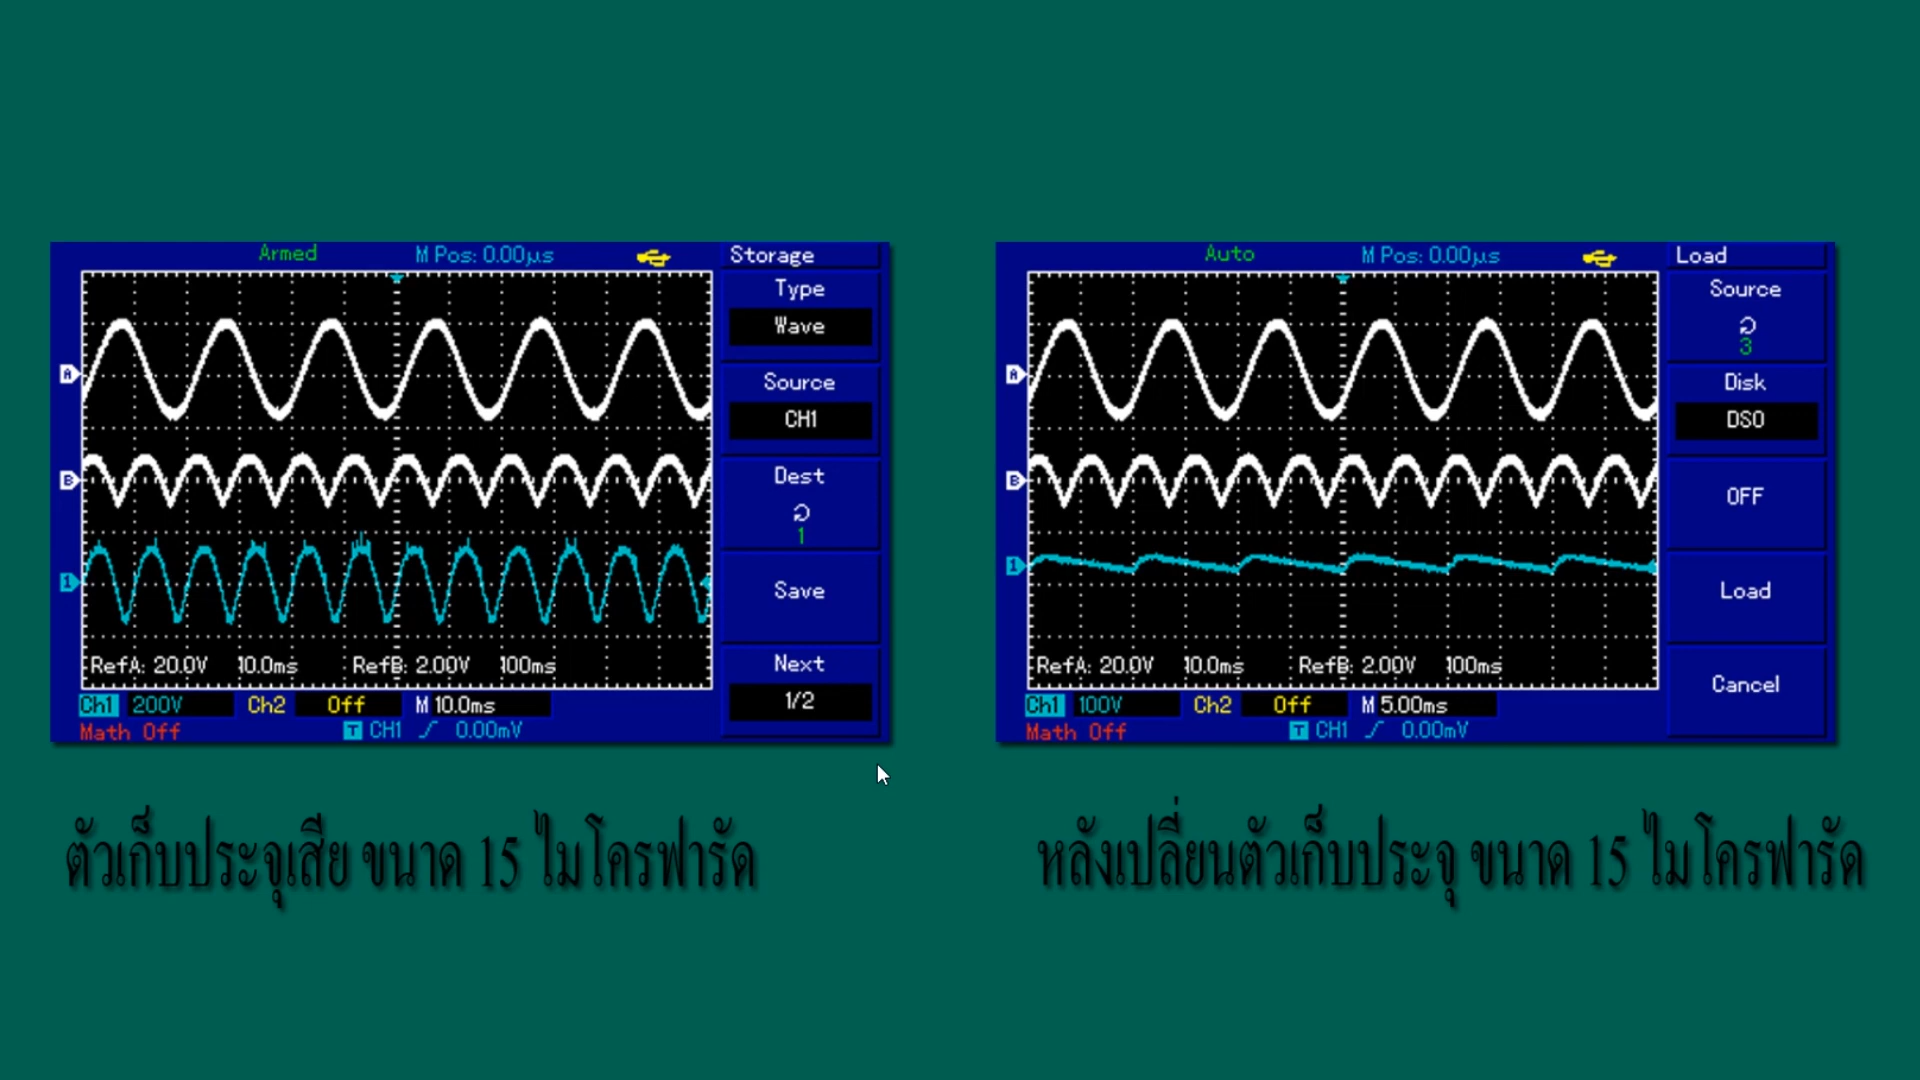 Armed M Pos: 0.00µs Storage
Type
Wave
Source
CH1
Dest
1
Save
Next
1/2
A
B
1
RefA: 20.0V 10.0ms RefB: 2.00V 100ms
Ch1 200V Ch2 Off M 10.0ms
Math Off T CH1 0.00mV
ตัวเก็บประจุเสีย ขนาด 15 ไมโครฟารัด
Auto M Pos: 0.00µs Load
Source
3
Disk
DSO
OFF
Load
Cancel
A
B
1
RefA: 20.0V 10.0ms RefB: 2.00V 100ms
Ch1 100V Ch2 Off M 5.00ms
Math Off T CH1 0.00mV
หลังเปลี่ยนตัวเก็บประจุ ขนาด 15 ไมโครฟารัด